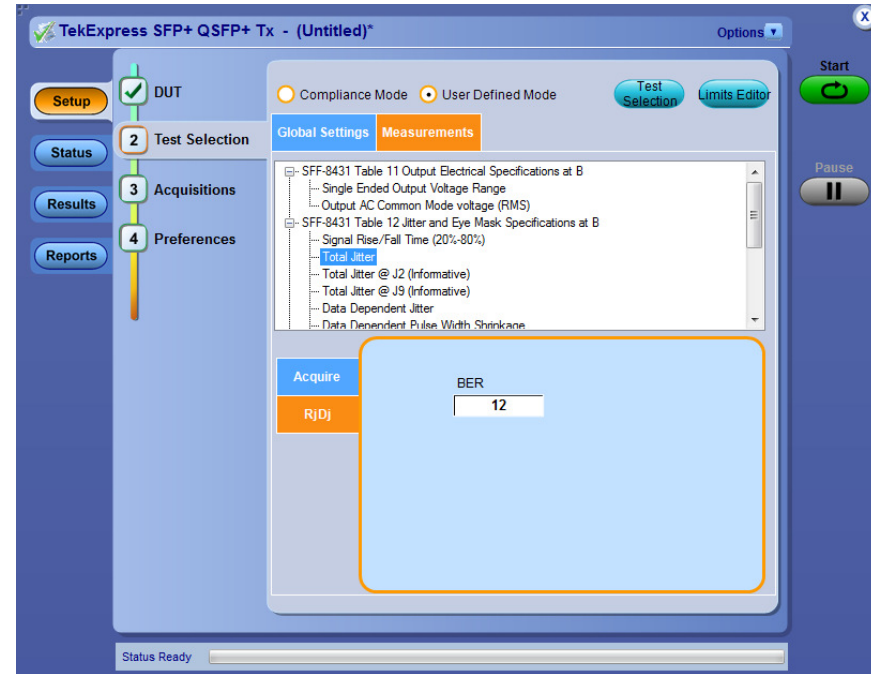 TekExpress SFP+ QSFP+ Tx - (Untitled)*
Options
X
Start
Pause
Setup
Status
Results
Reports
DUT
2 Test Selection
3 Acquisitions
4 Preferences
Compliance Mode
User Defined Mode
Test
Selection
Limits Editor
Global Settings
Measurements
SFF-8431 Table 11 Output Electrical Specifications at B
Single Ended Output Voltage Range
Output AC Common Mode voltage (RMS)
SFF-8431 Table 12 Jitter and Eye Mask Specifications at B
Signal Rise/Fall Time (20%-80%)
Total Jitter
Total Jitter @ J2 (Informative)
Total Jitter @ J9 (Informative)
Data Dependent Jitter
Data Dependent Pulse Width Shrinkage
Acquire
RjDj
BER
12
Status Ready